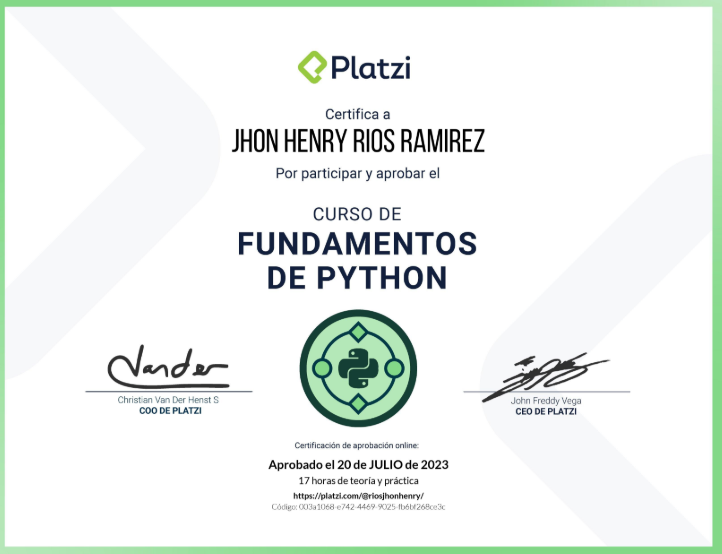 Platzi
Certifica a
JHON HENRY RIOS RAMIREZ
Por participar y aprobar el
CURSO DE
FUNDAMENTOS
DE PYTHON
Vander
Christian Van Der Henst S
COO DE PLATZI
John Freddy Vega
CEO DE PLATZI
Certificación de aprobación online:
Aprobado el 20 de JULIO de 2023
17 horas de teoría y práctica
https://platzi.com/@riosjhonhenry/
Código: 003a1068-e742-4469-9025-fb6bf268ce3c